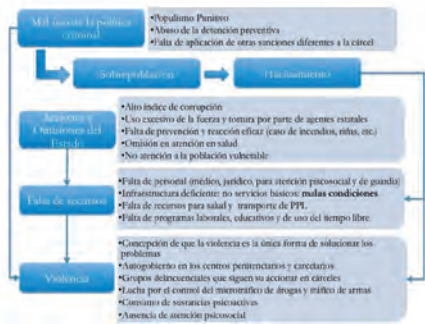 Mal uso de la política
criminal
•Populismo Punitivo
•Abuso de la detención preventiva
•Falta de aplicación de otras sanciones diferentes a la cárcel
Sobrepoblación
Hacinamiento
Acciones y
Omisiones del
Estado
•Alto índice de corrupción
•Uso excesivo de la fuerza y tortura por parte de agentes estatales
•Falta de prevención y reacción eficaz (caso de incendios, riñas, etc.)
•Omisión en atención en salud
•No atención a la población vulnerable
Falta de recursos
•Falta de personal (médico, jurídico, para atención psicosocial y de guardia)
•Infraestructura deficiente: no servicios básicos: malas condiciones
•Falta de recursos para salud y transporte de PPL
•Falta de programas laborales, educativos y de uso del tiempo libre.
Violencia
•Concepción de que la violencia es la única forma de solucionar los
problemas
•Autogobierno en los centros penitenciarios y carcelarios
•Grupos delincuenciales que siguen su accionar en cárceles
•Lucha por el control del microtráfico de drogas y tráfico de armas
•Consumo de sustancias psicoactivas
•Ausencia de atención psicosocial